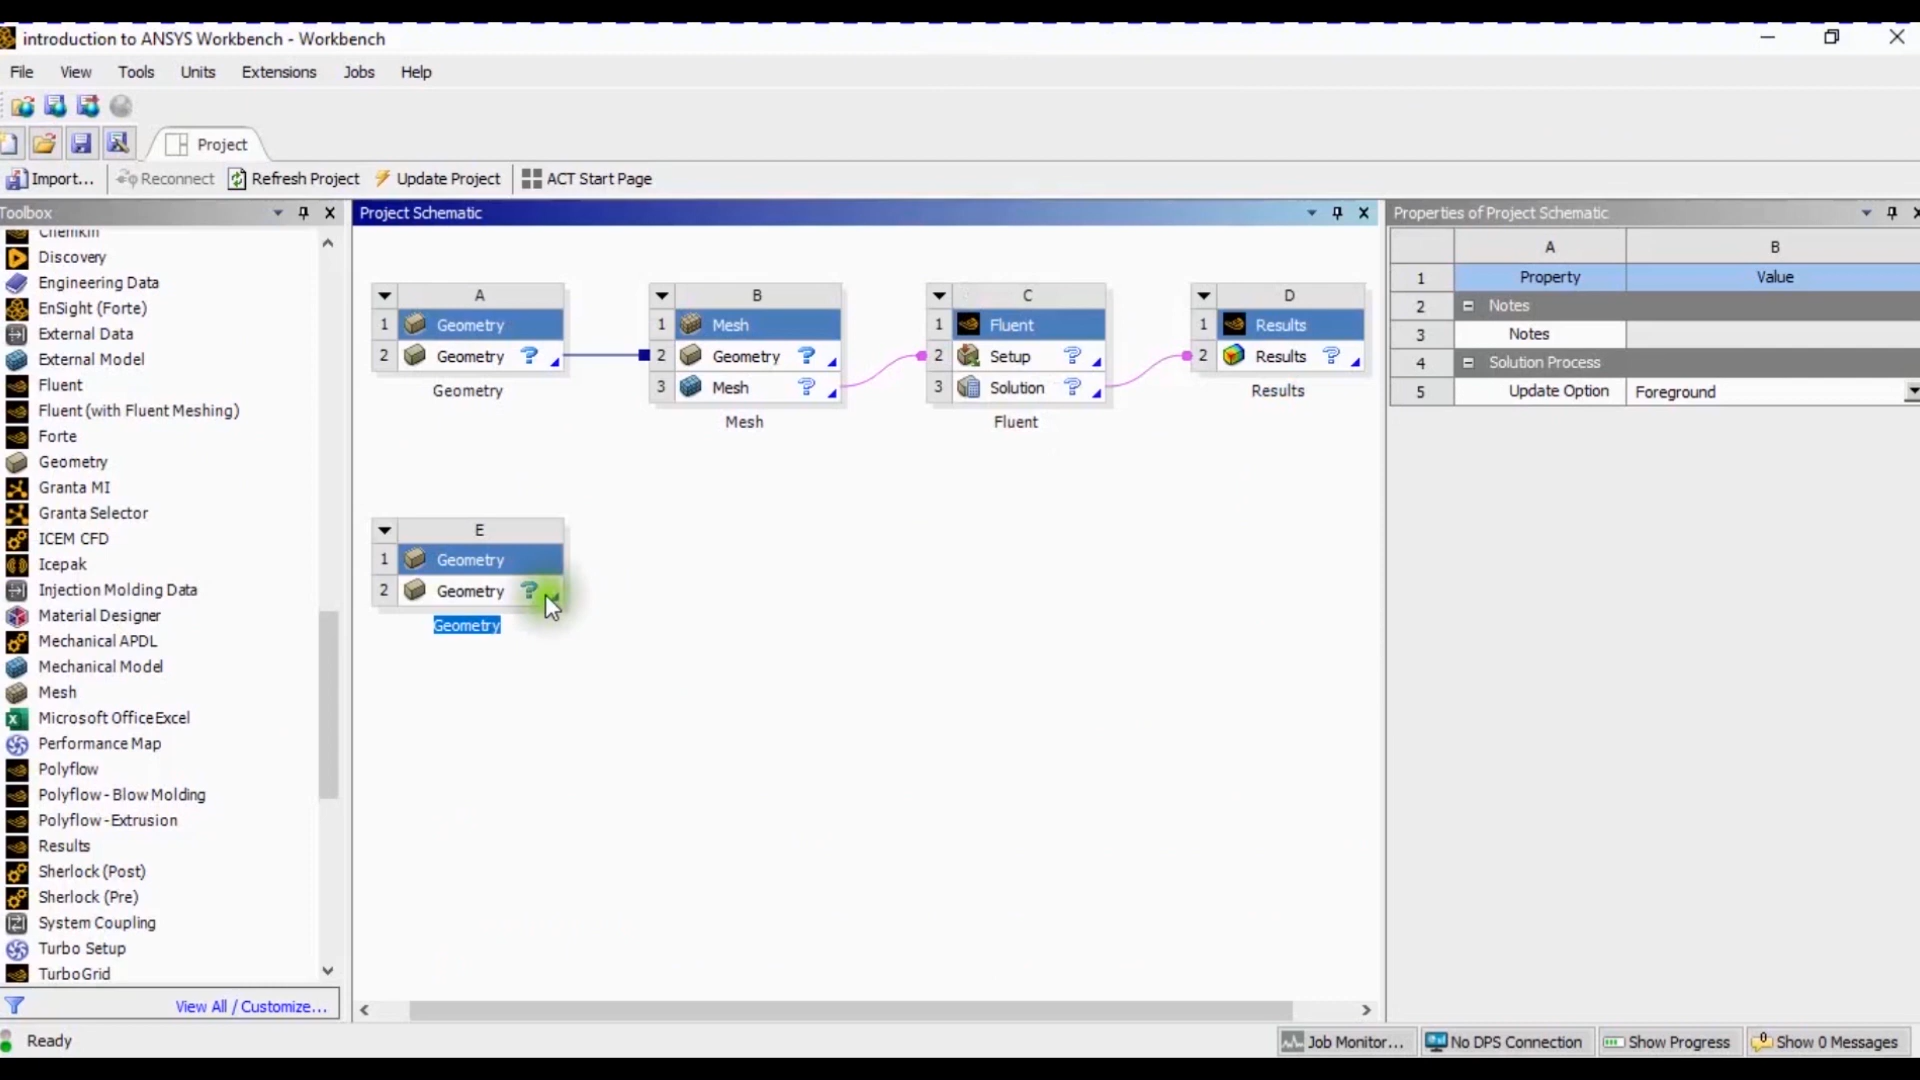 introduction to ANSYS Workbench - Workbench
File View Tools Units Extensions Jobs Help
Project
Import... Reconnect Refresh Project Update Project ACT Start Page
Toolbox
Chemkin
Discovery
Engineering Data
EnSight (Forte)
External Data
External Model
Fluent
Fluent (with Fluent Meshing)
Forte
Geometry
Granta MI
Granta Selector
ICEM CFD
Icepak
Injection Molding Data
Material Designer
Mechanical APDL
Mechanical Model
Mesh
Microsoft Office Excel
Performance Map
Polyflow
Polyflow - Blow Molding
Polyflow - Extrusion
Results
Sherlock (Post)
Sherlock (Pre)
System Coupling
Turbo Setup
TurboGrid
View All / Customize...
Project Schematic
A
1 Geometry
2 Geometry ?
Geometry
B
1 Mesh
2 Geometry ?
3 Mesh ?
Mesh
C
1 Fluent
2 Setup ?
3 Solution ?
Fluent
D
1 Results
2 Results ?
Results
E
1 Geometry
2 Geometry ?
Geometry
Properties of Project Schematic
A B
1 Property Value
2 Notes
3 Notes
4 Solution Process
5 Update Option Foreground
Ready
Job Monitor... No DPS Connection Show Progress Show 0 Messages